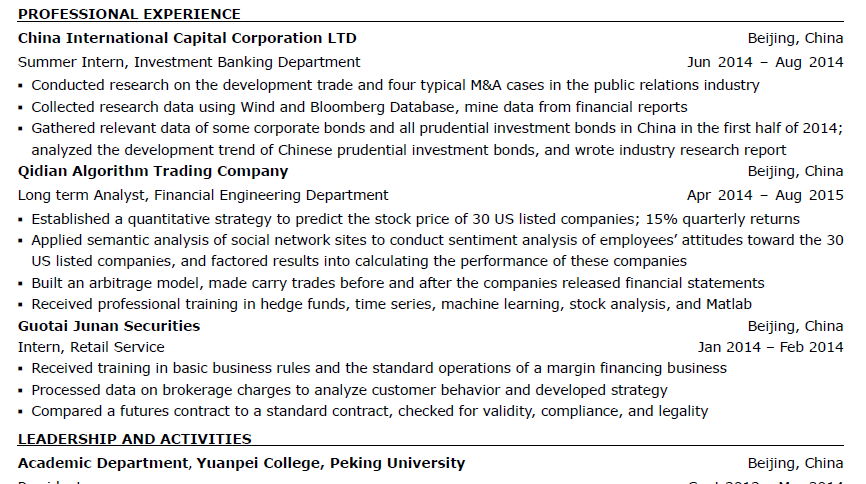 PROFESSIONAL EXPERIENCE
China International Capital Corporation LTD Beijing, China
Summer Intern, Investment Banking Department Jun 2014 – Aug 2014
▪ Conducted research on the development trade and four typical M&A cases in the public relations industry
▪ Collected research data using Wind and Bloomberg Database, mine data from financial reports
▪ Gathered relevant data of some corporate bonds and all prudential investment bonds in China in the first half of 2014;
analyzed the development trend of Chinese prudential investment bonds, and wrote industry research report
Qidian Algorithm Trading Company Beijing, China
Long term Analyst, Financial Engineering Department Apr 2014 – Aug 2015
▪ Established a quantitative strategy to predict the stock price of 30 US listed companies; 15% quarterly returns
▪ Applied semantic analysis of social network sites to conduct sentiment analysis of employees’ attitudes toward the 30
US listed companies, and factored results into calculating the performance of these companies
▪ Built an arbitrage model, made carry trades before and after the companies released financial statements
▪ Received professional training in hedge funds, time series, machine learning, stock analysis, and Matlab
Guotai Junan Securities Beijing, China
Intern, Retail Service Jan 2014 – Feb 2014
▪ Received training in basic business rules and the standard operations of a margin financing business
▪ Processed data on brokerage charges to analyze customer behavior and developed strategy
▪ Compared a futures contract to a standard contract, checked for validity, compliance, and legality
LEADERSHIP AND ACTIVITIES
Academic Department, Yuanpei College, Peking University Beijing, China